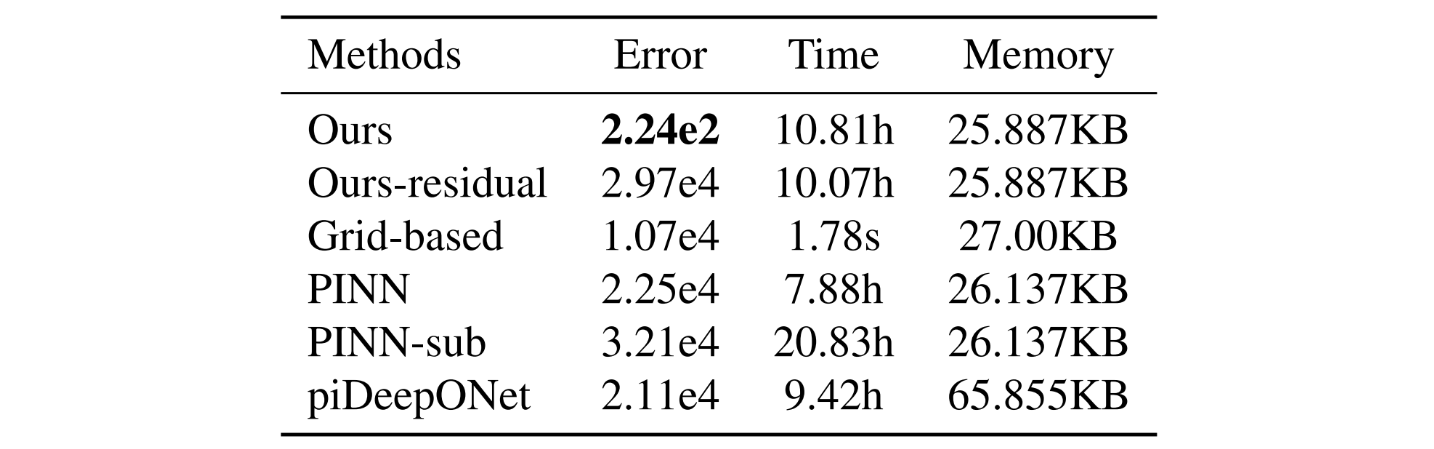 Methods Error Time Memory
Ours 2.24e2 10.81h 25.887KB
Ours-residual 2.97e4 10.07h 25.887KB
Grid-based 1.07e4 1.78s 27.00KB
PINN 2.25e4 7.88h 26.137KB
PINN-sub 3.21e4 20.83h 26.137KB
piDeepONet 2.11e4 9.42h 65.855KB